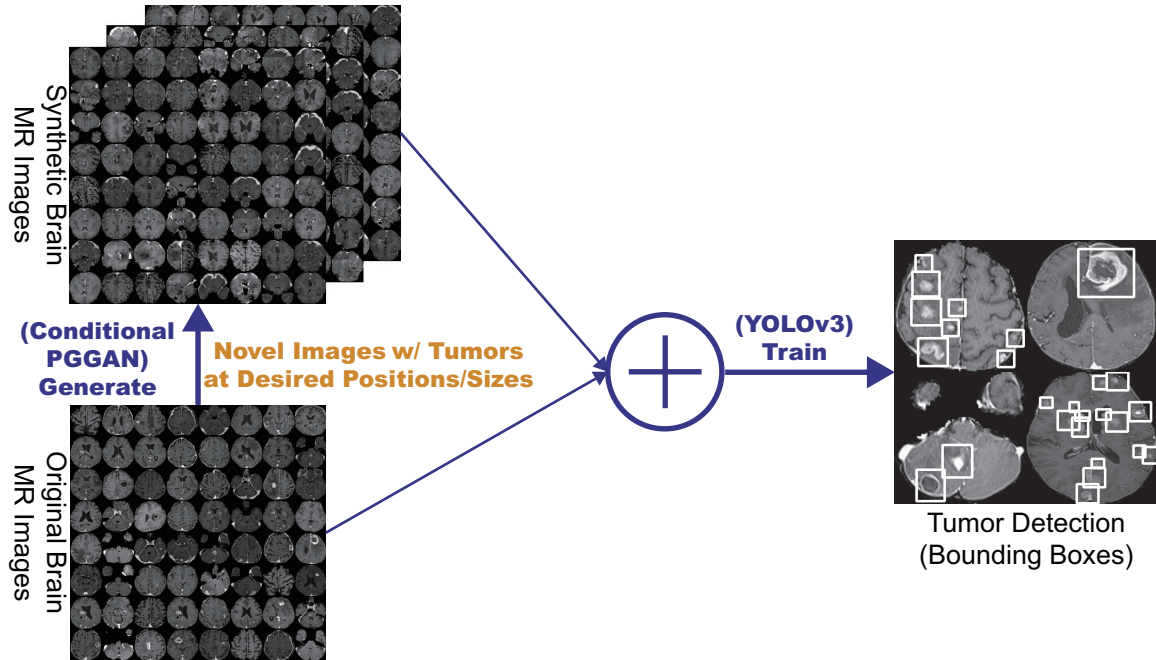 Synthetic Brain
MR Images
(Conditional
PGGAN)
Generate
Novel Images w/ Tumors
at Desired Positions/Sizes
Original Brain
MR Images
(YOLOv3)
Train
Tumor Detection
(Bounding Boxes)